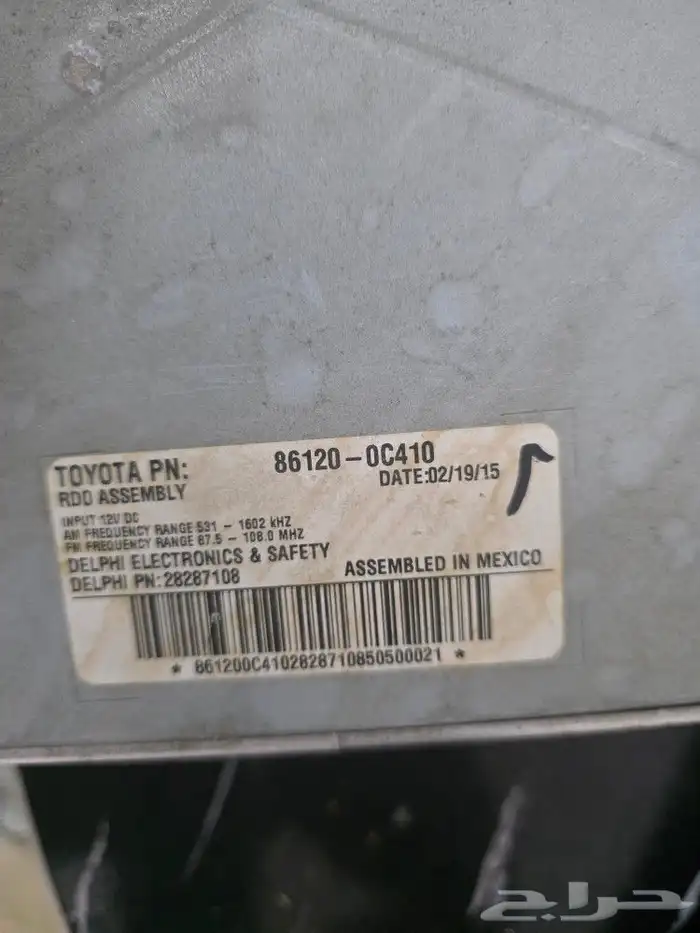 TOYOTA PN: 86120-0C410
RDO ASSEMBLY DATE:02/19/15
INPUT 12V DC
AM FREQUENCY RANGE 531 - 1602 kHZ
FM FREQUENCY RANGE 87.5 - 108.0 MHZ
DELPHI ELECTRONICS & SAFETY
DELPHI PN:28287108 ASSEMBLED IN MEXICO
* 861200C4102828710850500021 *
حراج